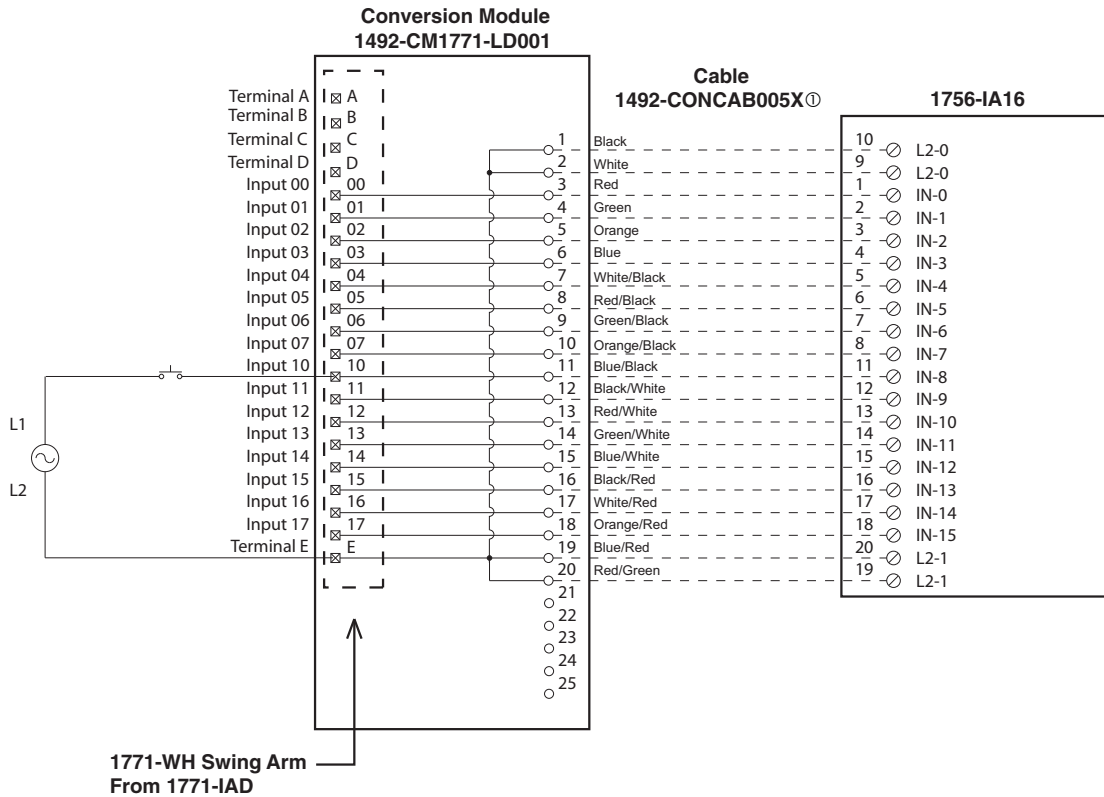 Conversion Module
1492-CM1771-LD001
Cable
1492-CONCAB005X①
1756-IA16
Terminal A A
Terminal B B
Terminal C C
Terminal D D
Input 00 00
Input 01 01
Input 02 02
Input 03 03
Input 04 04
Input 05 05
Input 06 06
Input 07 07
Input 10 10
Input 11 11
Input 12 12
Input 13 13
Input 14 14
Input 15 15
Input 16 16
Input 17 17
Terminal E E
L1
L2
1 Black 10 L2-0
2 White 9 L2-0
3 Red 1 IN-0
4 Green 2 IN-1
5 Orange 3 IN-2
6 Blue 4 IN-3
7 White/Black 5 IN-4
8 Red/Black 6 IN-5
9 Green/Black 7 IN-6
10 Orange/Black 8 IN-7
11 Blue/Black 11 IN-8
12 Black/White 12 IN-9
13 Red/White 13 IN-10
14 Green/White 14 IN-11
15 Blue/White 15 IN-12
16 Black/Red 16 IN-13
17 White/Red 17 IN-14
18 Orange/Red 18 IN-15
19 Blue/Red 20 L2-1
20 Red/Green 19 L2-1
21
22
23
24
25
1771-WH Swing Arm
From 1771-IAD